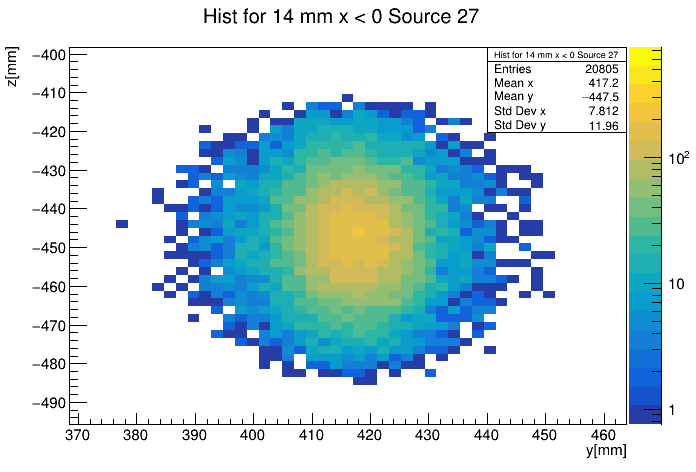 Hist for 14 mm x < 0 Source 27
z[mm]
Hist for 14 mm x < 0 Source 27
Entries 20805
Mean x 417.2
Mean y −447.5
Std Dev x 7.812
Std Dev y 11.96
−400
−410
−420
−430
−440
−450
−460
−470
−480
−490
10²
10
1
370 380 390 400 410 420 430 440 450 460
y[mm]